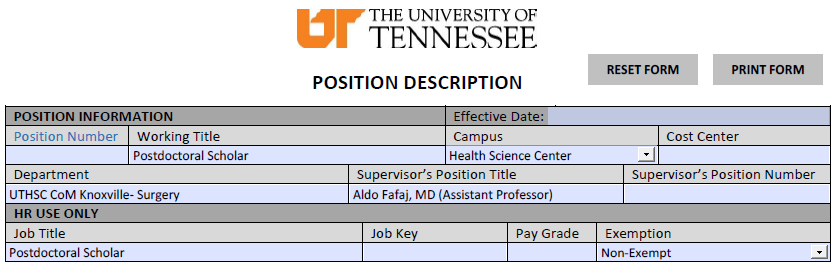 UT THE UNIVERSITY OF
TENNESSEE
POSITION DESCRIPTION
RESET FORM PRINT FORM
POSITION INFORMATION Effective Date:
Position Number Working Title Campus Cost Center
Postdoctoral Scholar Health Science Center
Department Supervisor's Position Title Supervisor's Position Number
UTHSC CoM Knoxville- Surgery Aldo Fafaj, MD (Assistant Professor)
HR USE ONLY
Job Title Job Key Pay Grade Exemption
Postdoctoral Scholar Non-Exempt